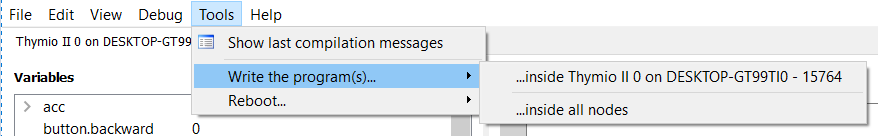 File Edit View Debug Tools Help
Thymio II 0 on DESKTOP-GT99
Show last compilation messages
Variables
Write the program(s)...
...inside Thymio II 0 on DESKTOP-GT99TI0 - 15764
acc
Reboot...
...inside all nodes
button.backward 0